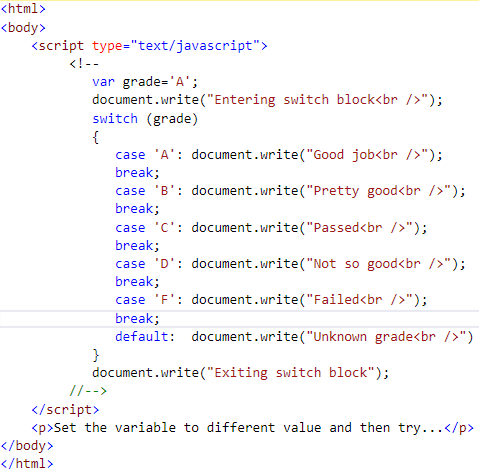 <html>
<body>
<script type="text/javascript">
<!--
var grade='A';
document.write("Entering switch block<br />");
switch (grade)
{
case 'A': document.write("Good job<br />");
break;
case 'B': document.write("Pretty good<br />");
break;
case 'C': document.write("Passed<br />");
break;
case 'D': document.write("Not so good<br />");
break;
case 'F': document.write("Failed<br />");
break;
default:  document.write("Unknown grade<br />")
}
document.write("Exiting switch block");
//-->
</script>
<p>Set the variable to different value and then try...</p>
</body>
</html>